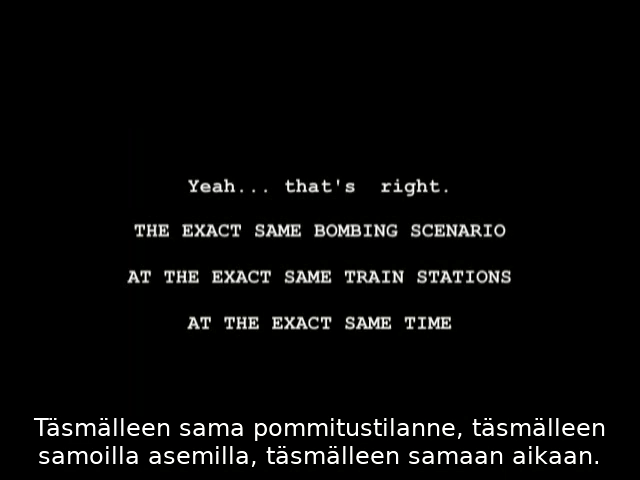 Yeah... that's right.
THE EXACT SAME BOMBING SCENARIO
AT THE EXACT SAME TRAIN STATIONS
AT THE EXACT SAME TIME
Täsmälleen sama pommitustilanne, täsmälleen
samoilla asemilla, täsmälleen samaan aikaan.